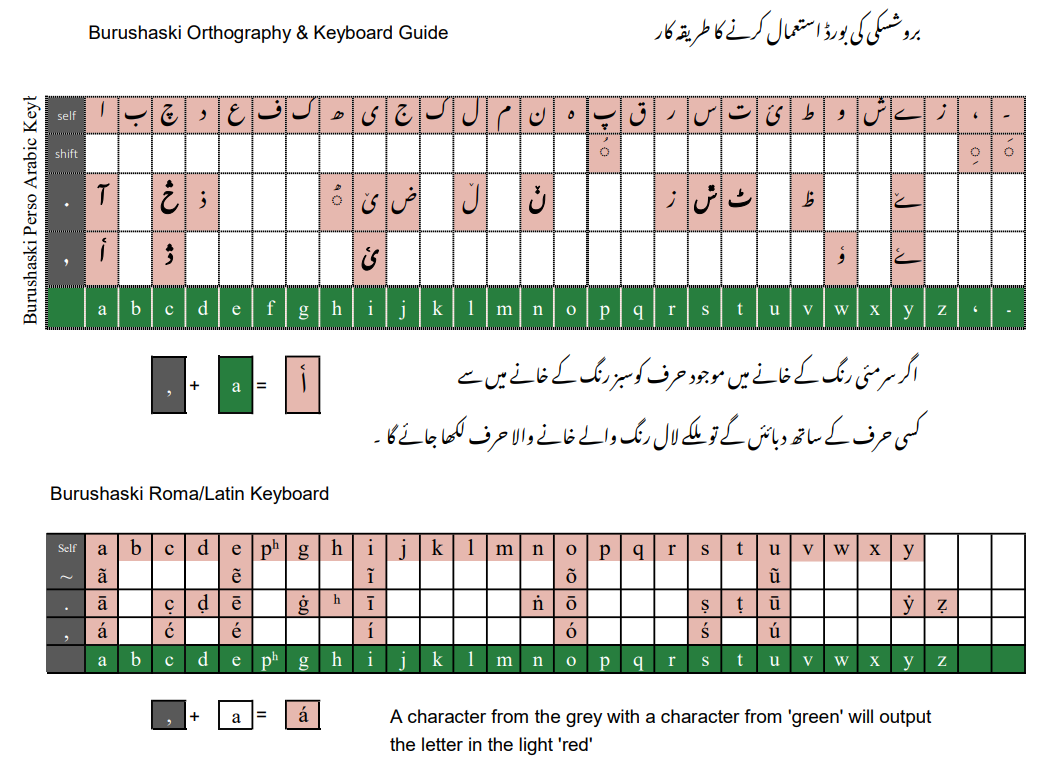 Burushaski Orthography & Keyboard Guide
بروشسکی کی بورڈ استعمال کرنے کا طریقہ کار
Burushaski Perso Arabic Key
self ا ب چ د ع ف ک ھ ی ج ک ل م ن ہ پ ق ر س ت ئ ط و ش ے ز ، ۔
shift ُ ِ َ
. آ ڎ ض ظ ٹ
, أ ئ ؤ
a b c d e f g h i j k l m n o p q r s t u v w x y z ، -
, + a = أ
اگر سرمئی رنگ کے خانے میں موجود حرف کو سبز رنگ کے خانے میں سے
کسی حرف کے ساتھ دبائں گے تو ہلکے لال رنگ والے خانے والا حرف لکھا جائے گا ۔
Burushaski Roma/Latin Keyboard
Self a b c d e pʰ g h i j k l m n o p q r s t u v w x y
~ ã ẽ ĩ õ ũ
. ā c̣ ḍ ē ġ ʰ ī ṅ ō ṣ ṭ ū ẏ ẓ
, á ć é í ó ś ú
a b c d e pʰ g h i j k l m n o p q r s t u v w x y z
, + a = á
A character from the grey with a character from 'green' will output
the letter in the light 'red'